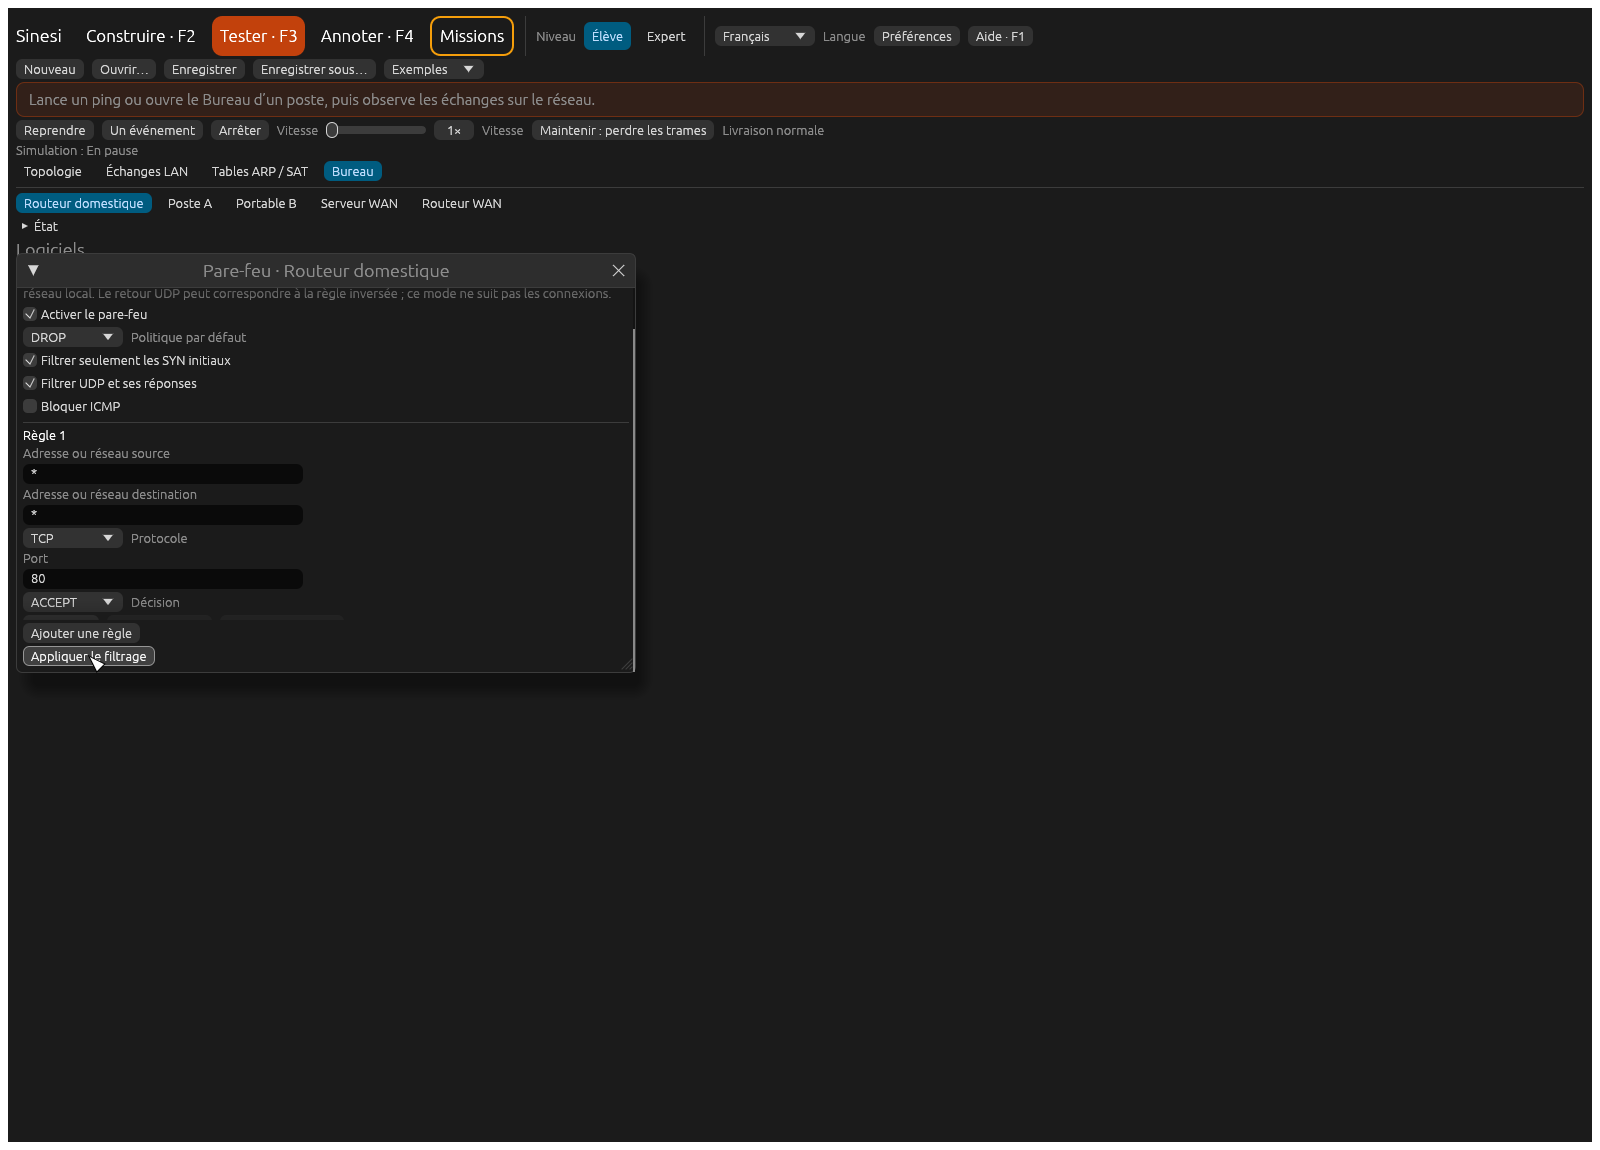 Sinesi Construire · F2 Tester · F3 Annoter · F4 Missions Niveau Élève Expert Français Langue Préférences Aide · F1
Nouveau Ouvrir... Enregistrer Enregistrer sous... Exemples
Lance un ping ou ouvre le Bureau d’un poste, puis observe les échanges sur le réseau.
Reprendre Un événement Arrêter Vitesse 1× Vitesse Maintenir : perdre les trames Livraison normale
Simulation : En pause
Topologie Échanges LAN Tables ARP / SAT Bureau
Routeur domestique Poste A Portable B Serveur WAN Routeur WAN
État
Logiciels
Pare-feu · Routeur domestique
réseau local. Le retour UDP peut correspondre à la règle inversée ; ce mode ne suit pas les connexions.
Activer le pare-feu
DROP Politique par défaut
Filtrer seulement les SYN initiaux
Filtrer UDP et ses réponses
Bloquer ICMP
Règle 1
Adresse ou réseau source
*
Adresse ou réseau destination
*
TCP Protocole
Port
80
ACCEPT Décision
Ajouter une règle
Appliquer le filtrage